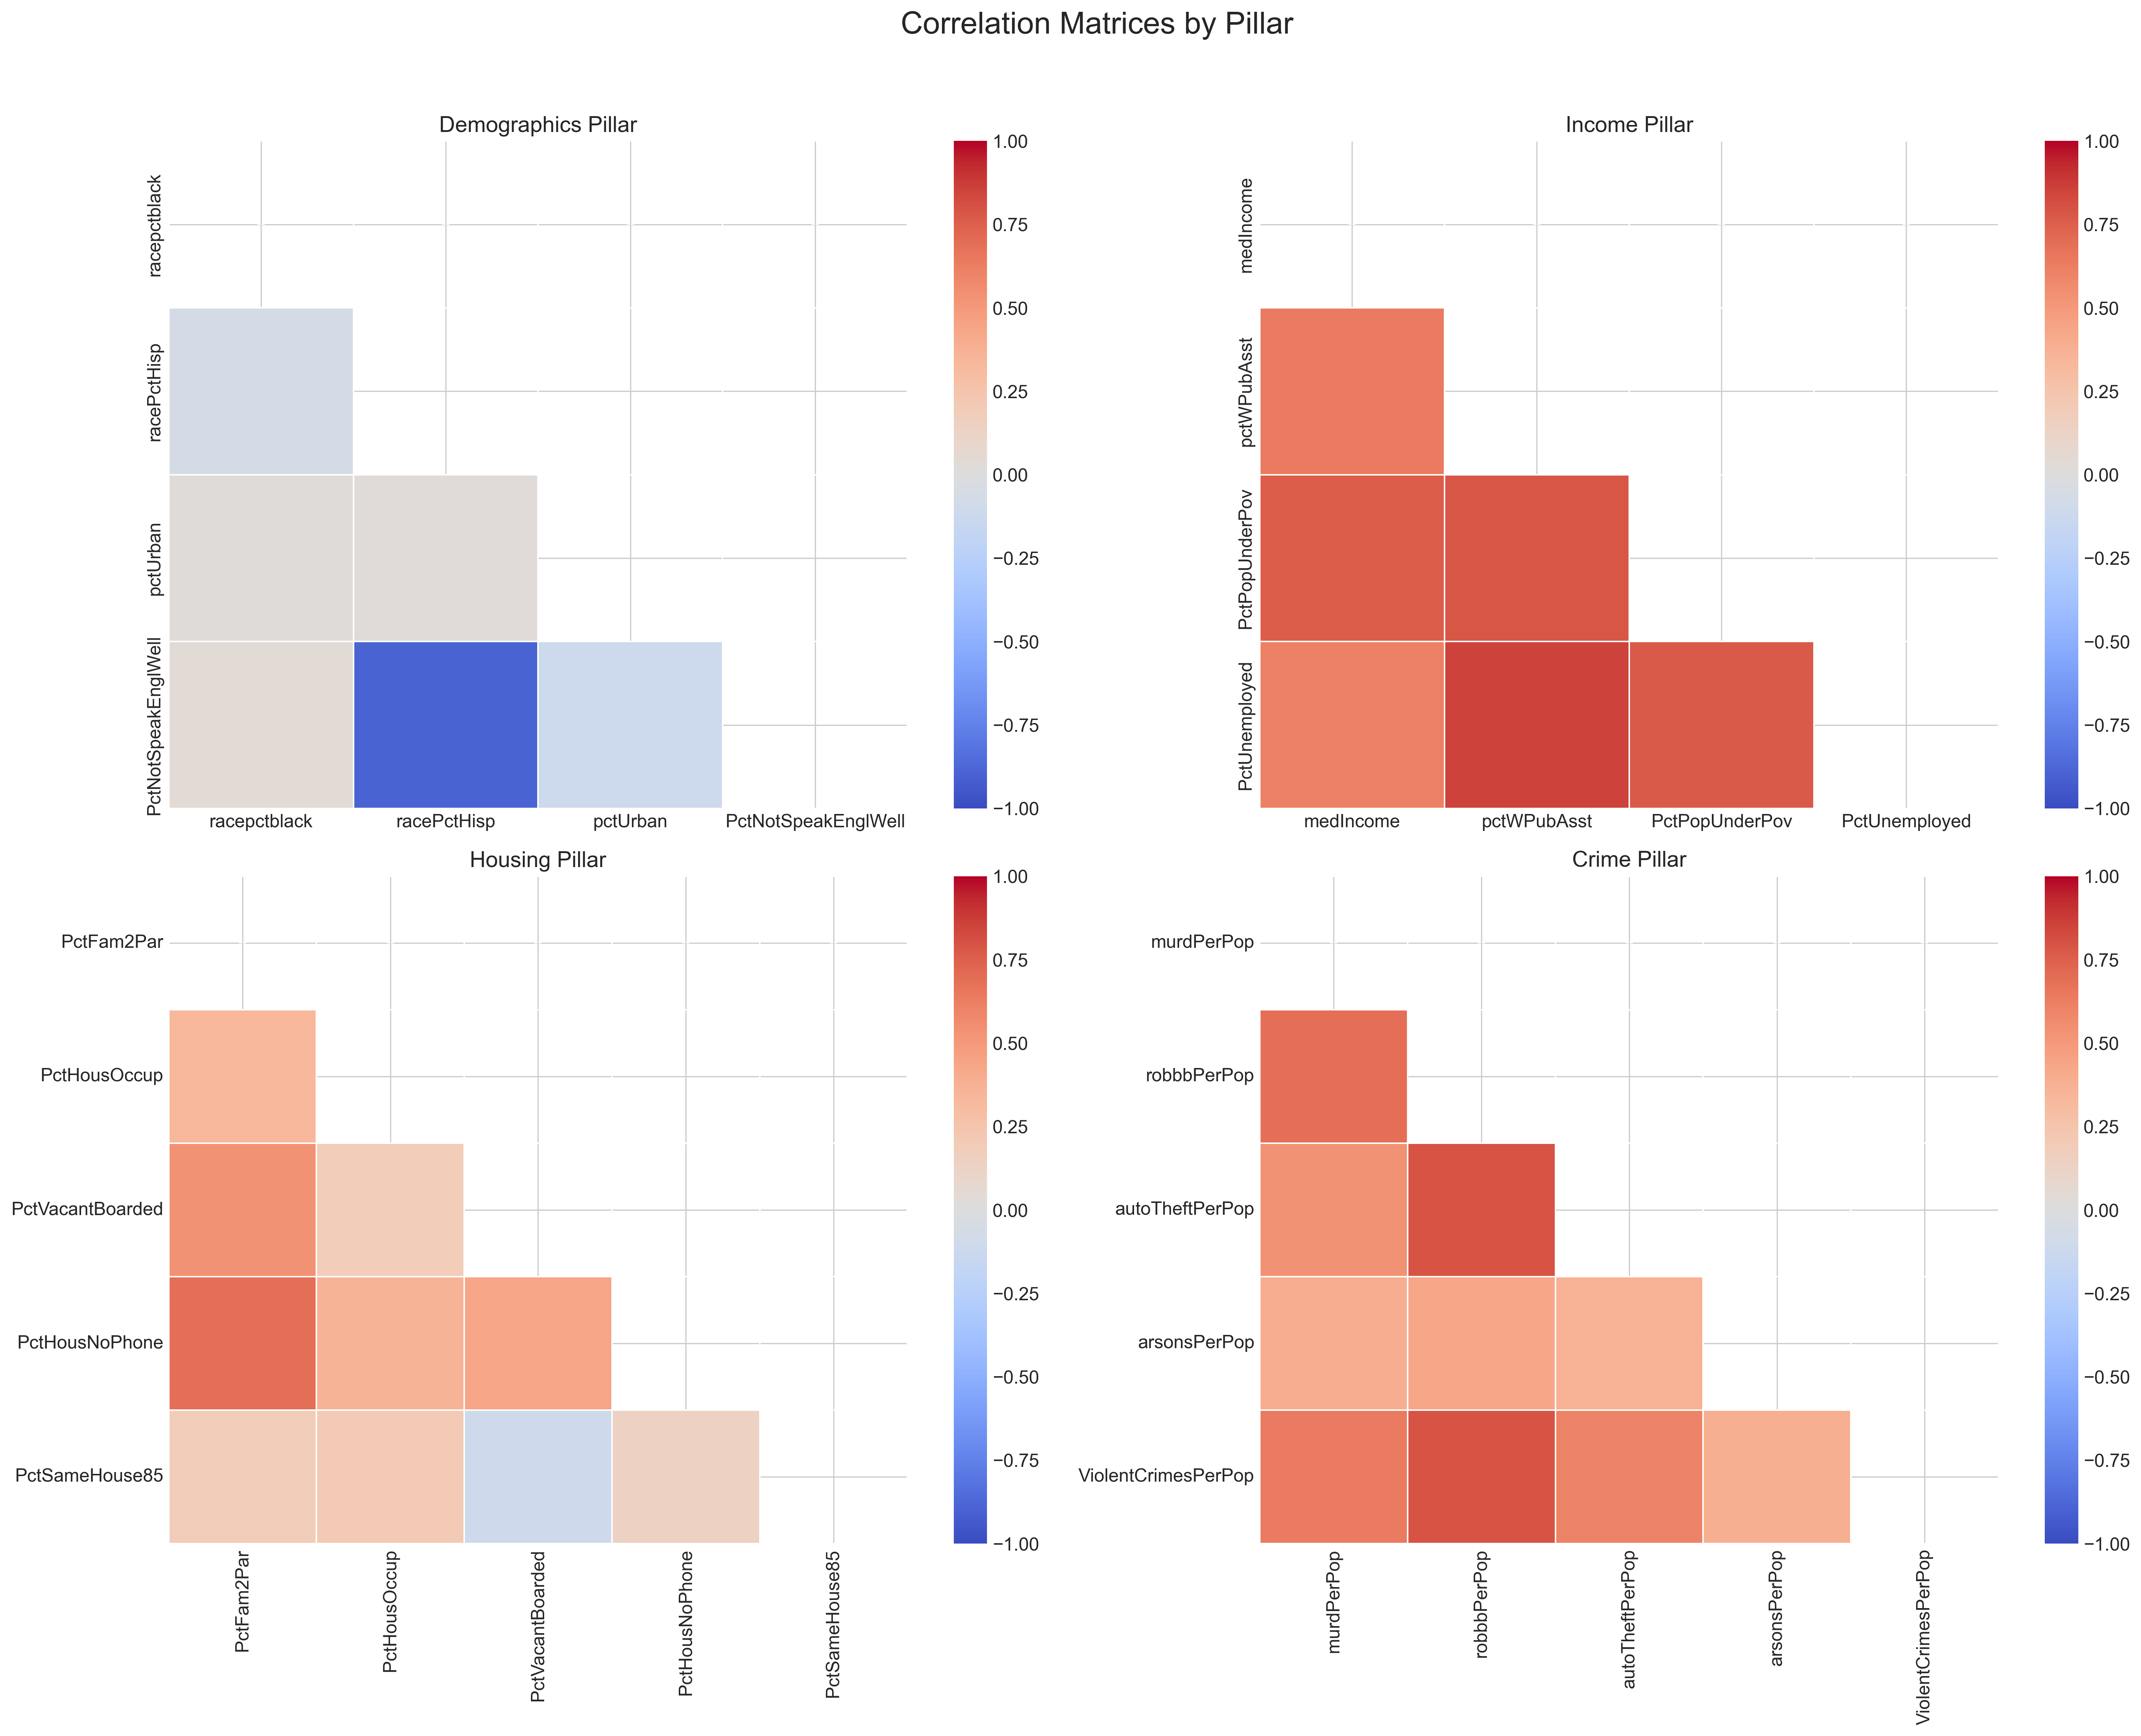 Correlation Matrices by Pillar
Demographics Pillar
racepctblack
racePctHisp
pctUrban
PctNotSpeakEnglWell
racepctblack racePctHisp pctUrban PctNotSpeakEnglWell
1.00
0.75
0.50
0.25
0.00
−0.25
−0.50
−0.75
−1.00
Income Pillar
medIncome
pctWPubAsst
PctPopUnderPov
PctUnemployed
medIncome pctWPubAsst PctPopUnderPov PctUnemployed
1.00
0.75
0.50
0.25
0.00
−0.25
−0.50
−0.75
−1.00
Housing Pillar
PctFam2Par
PctHousOccup
PctVacantBoarded
PctHousNoPhone
PctSameHouse85
PctFam2Par
PctHousOccup
PctVacantBoarded
PctHousNoPhone
PctSameHouse85
1.00
0.75
0.50
0.25
0.00
−0.25
−0.50
−0.75
−1.00
Crime Pillar
murdPerPop
robbbPerPop
autoTheftPerPop
arsonsPerPop
ViolentCrimesPerPop
murdPerPop
robbbPerPop
autoTheftPerPop
arsonsPerPop
ViolentCrimesPerPop
1.00
0.75
0.50
0.25
0.00
−0.25
−0.50
−0.75
−1.00